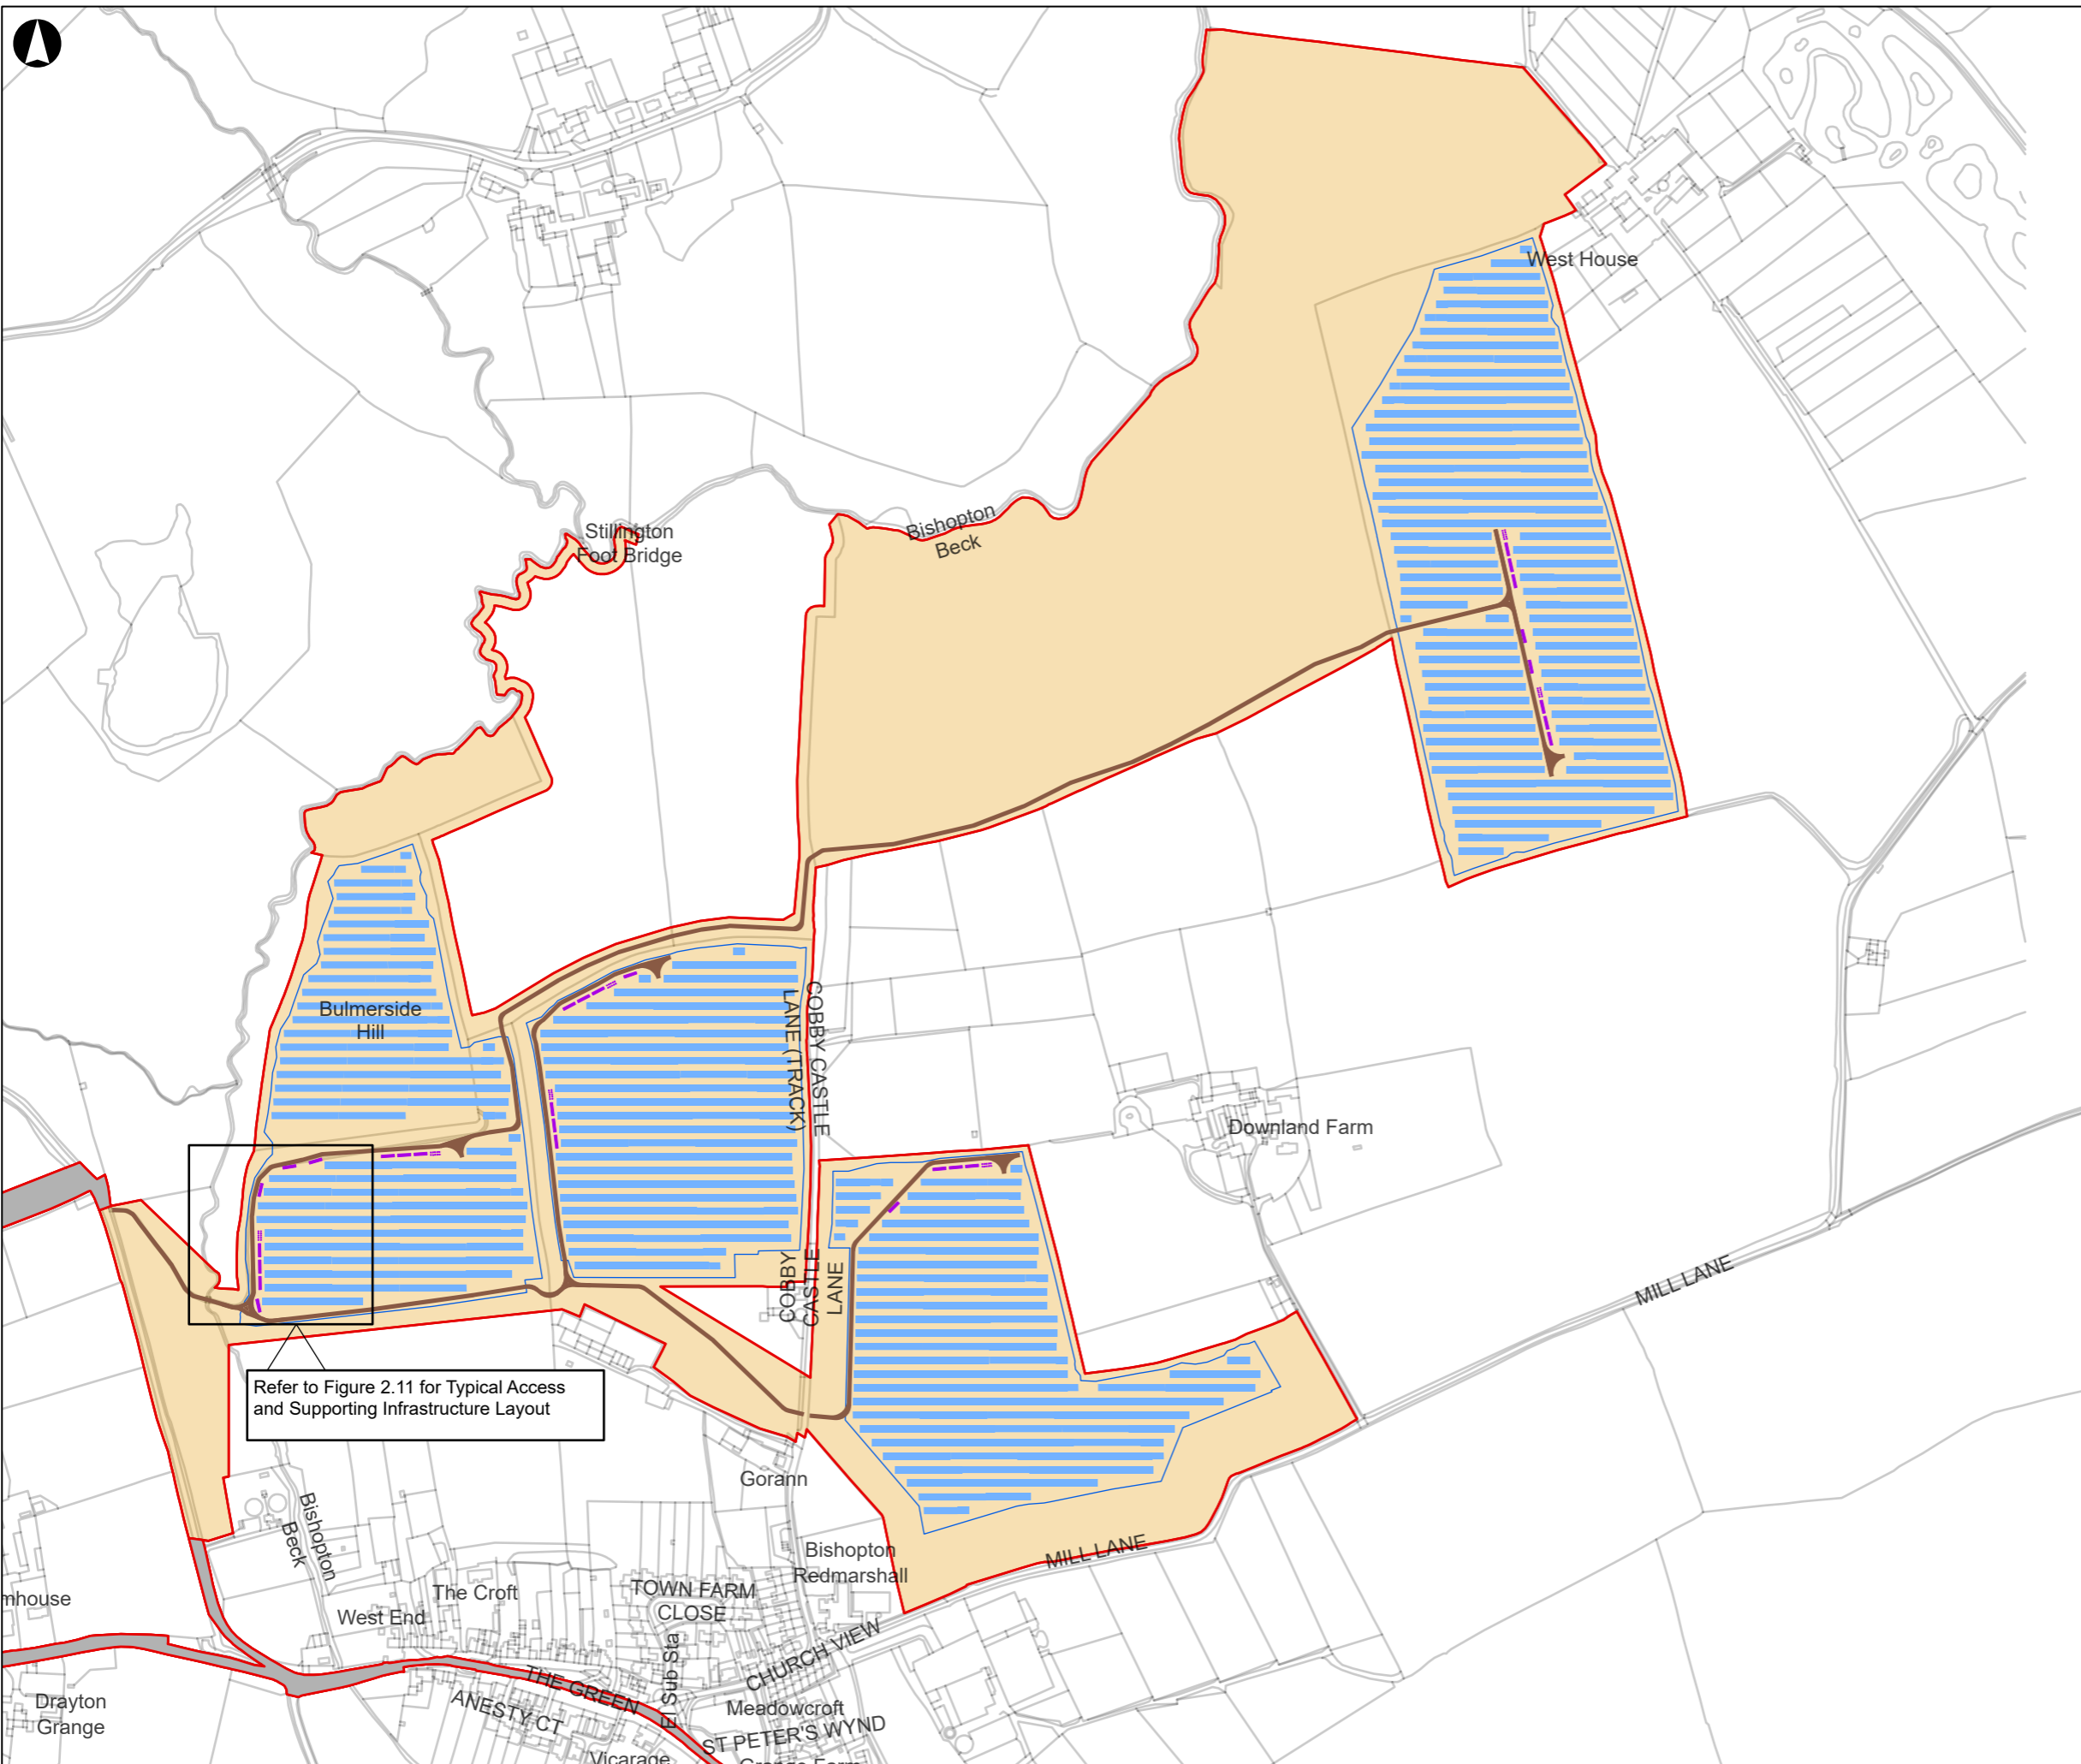 West House
Stillington
Foot Bridge
Bishopton
Beck
Bulmerside
Hill
COBBY CASTLE
LANE (TRACK)
Downland Farm
COBBY
CASTLE
LANE
MILL LANE
Refer to Figure 2.11 for Typical Access
and Supporting Infrastructure Layout
Gorann
Bishopton
Beck
Bishopton
Redmarshall
MILL LANE
The Croft
TOWN FARM
CLOSE
mhouse
West End
El Sub Sta
CHURCH VIEW
THE GREEN
Drayton
Grange
ANESTY CT
Meadowcroft
ST PETER'S WYND
Vicarage
Grange Farm